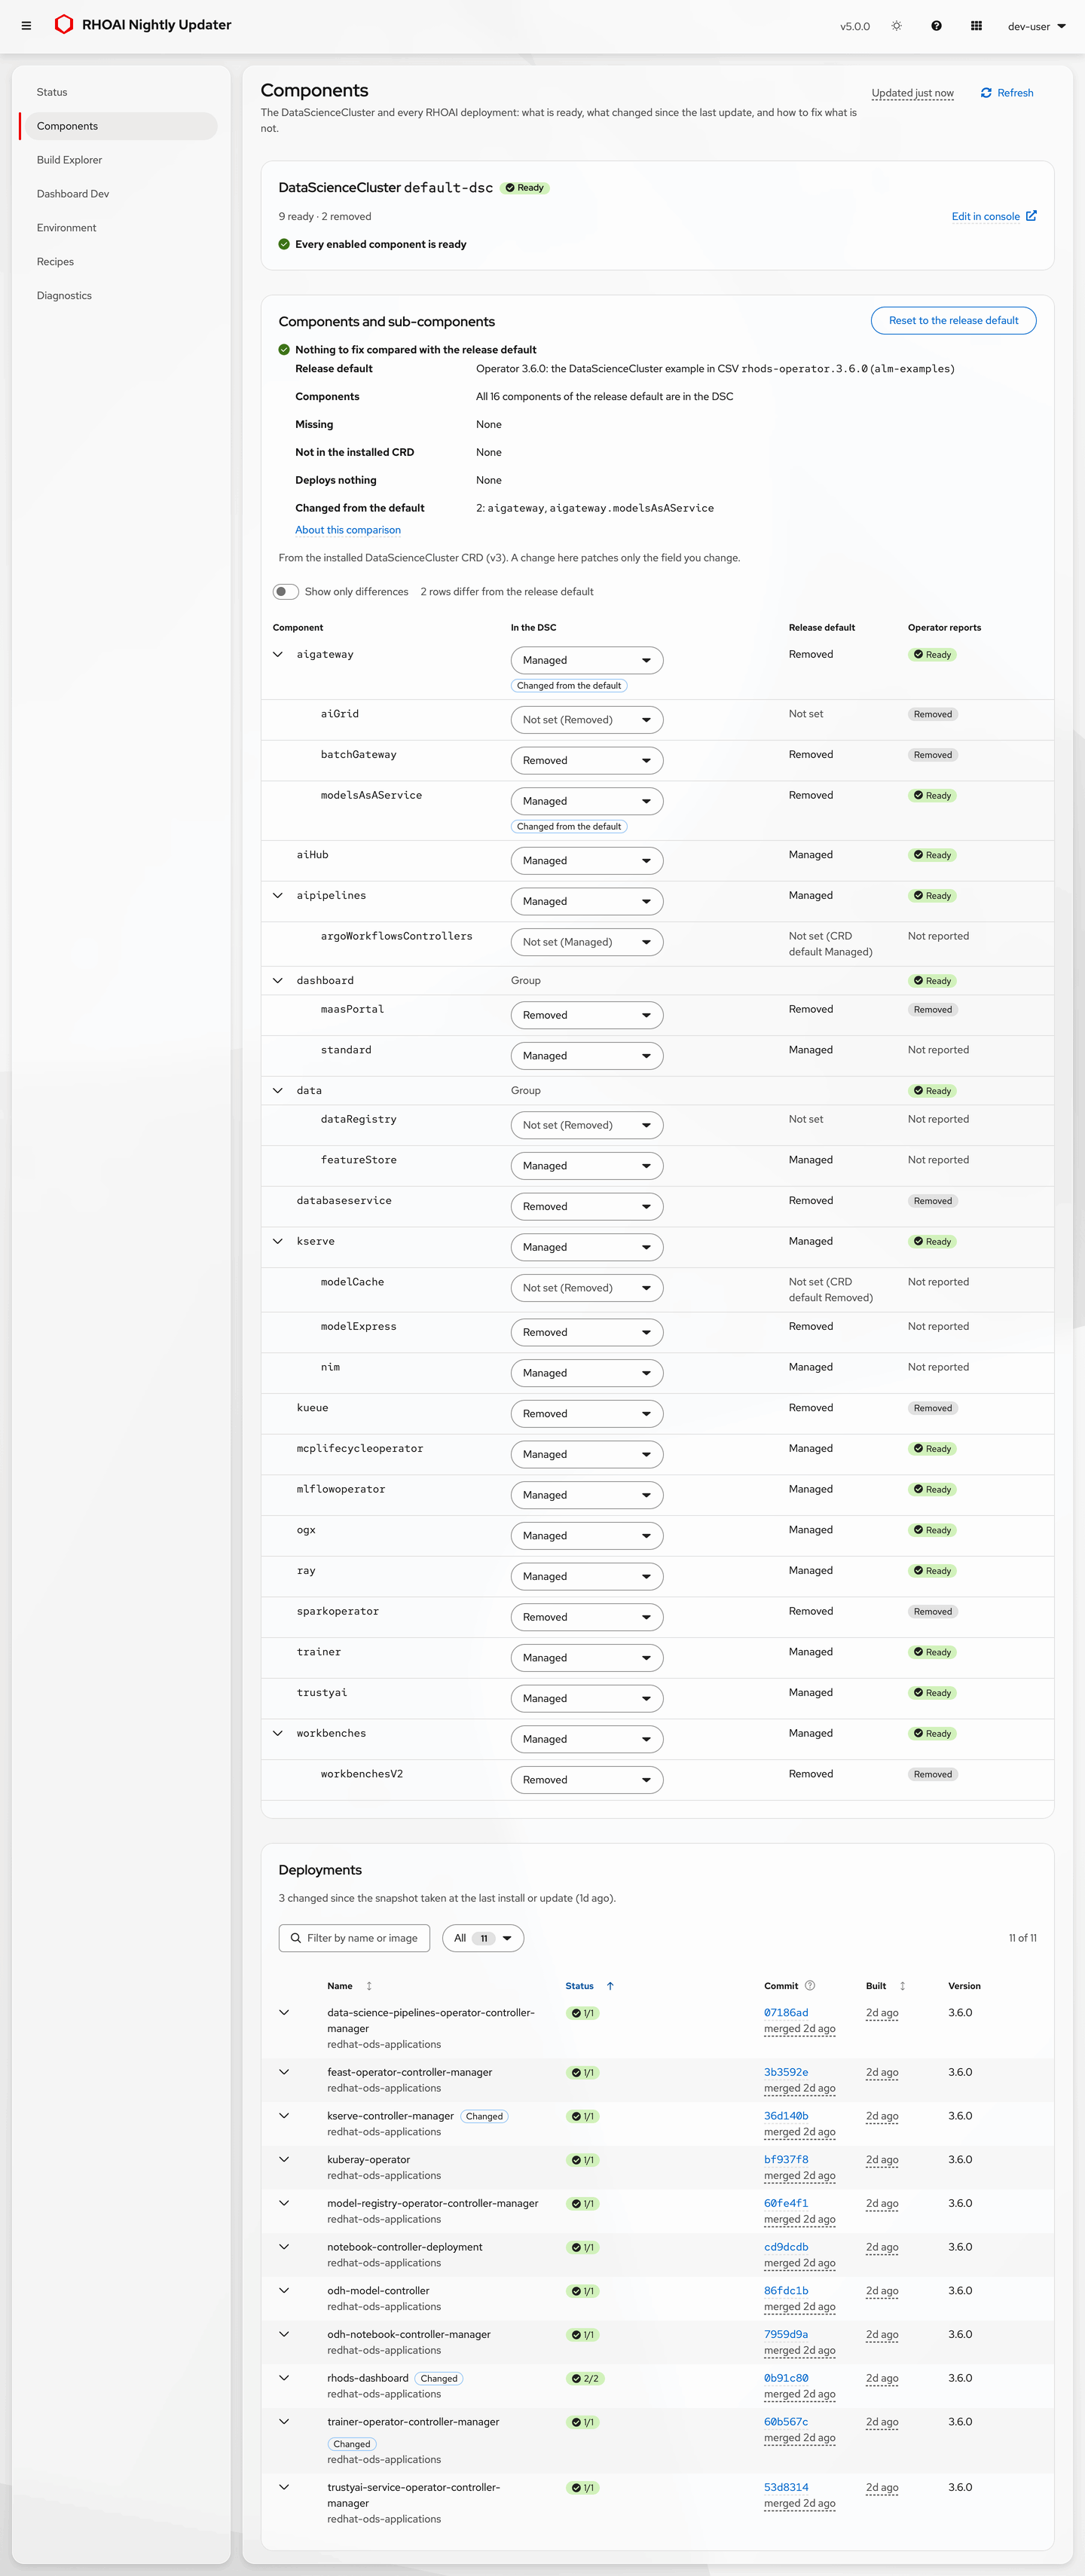 RHOAI Nightly Updater
v5.0.0
dev-user
Status
Components
Build Explorer
Dashboard Dev
Environment
Recipes
Diagnostics
Components
Updated just now
Refresh
The DataScienceCluster and every RHOAI deployment: what is ready, what changed since the last update, and how to fix what is
not.
DataScienceCluster default-dsc Ready
9 ready · 2 removed
Edit in console
Every enabled component is ready
Components and sub-components
Reset to the release default
Nothing to fix compared with the release default
Release default Operator 3.6.0: the DataScienceCluster example in CSV rhods-operator.3.6.0 (alm-examples)
Components All 16 components of the release default are in the DSC
Missing None
Not in the installed CRD None
Deploys nothing None
Changed from the default 2: aigateway, aigateway.modelsAsAService
About this comparison
From the installed DataScienceCluster CRD (v3). A change here patches only the field you change.
Show only differences 2 rows differ from the release default
Component In the DSC Release default Operator reports
aigateway Managed Removed Ready
Changed from the default
aiGrid Not set (Removed) Not set Removed
batchGateway Removed Removed Removed
modelsAsAService Managed Removed Ready
Changed from the default
aiHub Managed Managed Ready
aipipelines Managed Managed Ready
argoWorkflowsControllers Not set (Managed) Not set (CRD Not reported
default Managed)
dashboard Group Ready
maasPortal Removed Removed Removed
standard Managed Managed Not reported
data Group Ready
dataRegistry Not set (Removed) Not set Not reported
featureStore Managed Managed Not reported
databaseservice Removed Removed Removed
kserve Managed Managed Ready
modelCache Not set (Removed) Not set (CRD Not reported
default Removed)
modelExpress Removed Removed Not reported
nim Managed Managed Not reported
kueue Removed Removed Removed
mcplifecycleoperator Managed Managed Ready
mlflowoperator Managed Managed Ready
ogx Managed Managed Ready
ray Managed Managed Ready
sparkoperator Removed Removed Removed
trainer Managed Managed Ready
trustyai Managed Managed Ready
workbenches Managed Managed Ready
workbenchesV2 Removed Removed Removed
Deployments
3 changed since the snapshot taken at the last install or update (1d ago).
Filter by name or image All 11 11 of 11
Name Status Commit Built Version
data-science-pipelines-operator-controller- 1/1 07186ad 2d ago 3.6.0
manager merged 2d ago
redhat-ods-applications
feast-operator-controller-manager 1/1 3b3592e 2d ago 3.6.0
redhat-ods-applications merged 2d ago
kserve-controller-manager Changed 1/1 36d140b 2d ago 3.6.0
redhat-ods-applications merged 2d ago
kuberay-operator 1/1 bf937f8 2d ago 3.6.0
redhat-ods-applications merged 2d ago
model-registry-operator-controller-manager 1/1 60fe4f1 2d ago 3.6.0
redhat-ods-applications merged 2d ago
notebook-controller-deployment 1/1 cd9dcdb 2d ago 3.6.0
redhat-ods-applications merged 2d ago
odh-model-controller 1/1 86fdc1b 2d ago 3.6.0
redhat-ods-applications merged 2d ago
odh-notebook-controller-manager 1/1 7959d9a 2d ago 3.6.0
redhat-ods-applications merged 2d ago
rhods-dashboard Changed 2/2 0b91c80 2d ago 3.6.0
redhat-ods-applications merged 2d ago
trainer-operator-controller-manager 1/1 60b567c 2d ago 3.6.0
Changed merged 2d ago
redhat-ods-applications
trustyai-service-operator-controller- 1/1 53d8314 2d ago 3.6.0
manager merged 2d ago
redhat-ods-applications